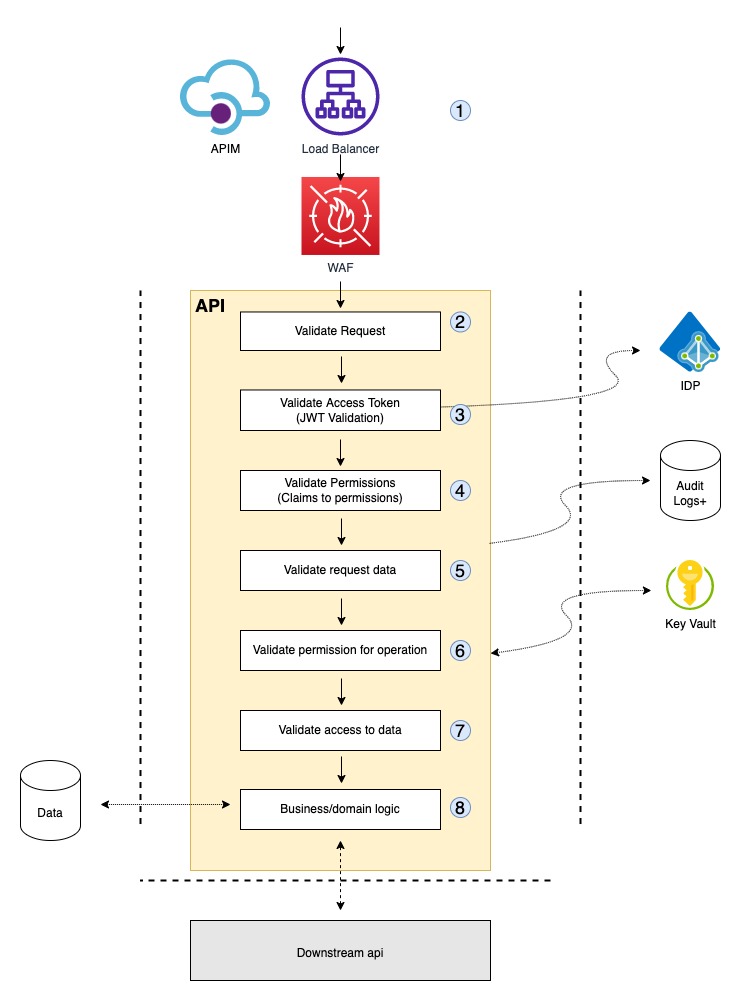 1
APIM
Load Balancer
WAF
API
2
Validate Request
IDP
Validate Access Token
(JWT Validation)
3
Validate Permissions
(Claims to permissions)
4
Audit
Logs+
Validate request data
5
Key Vault
Validate permission for operation
6
Validate access to data
7
Data
Business/domain logic
8
Downstream api